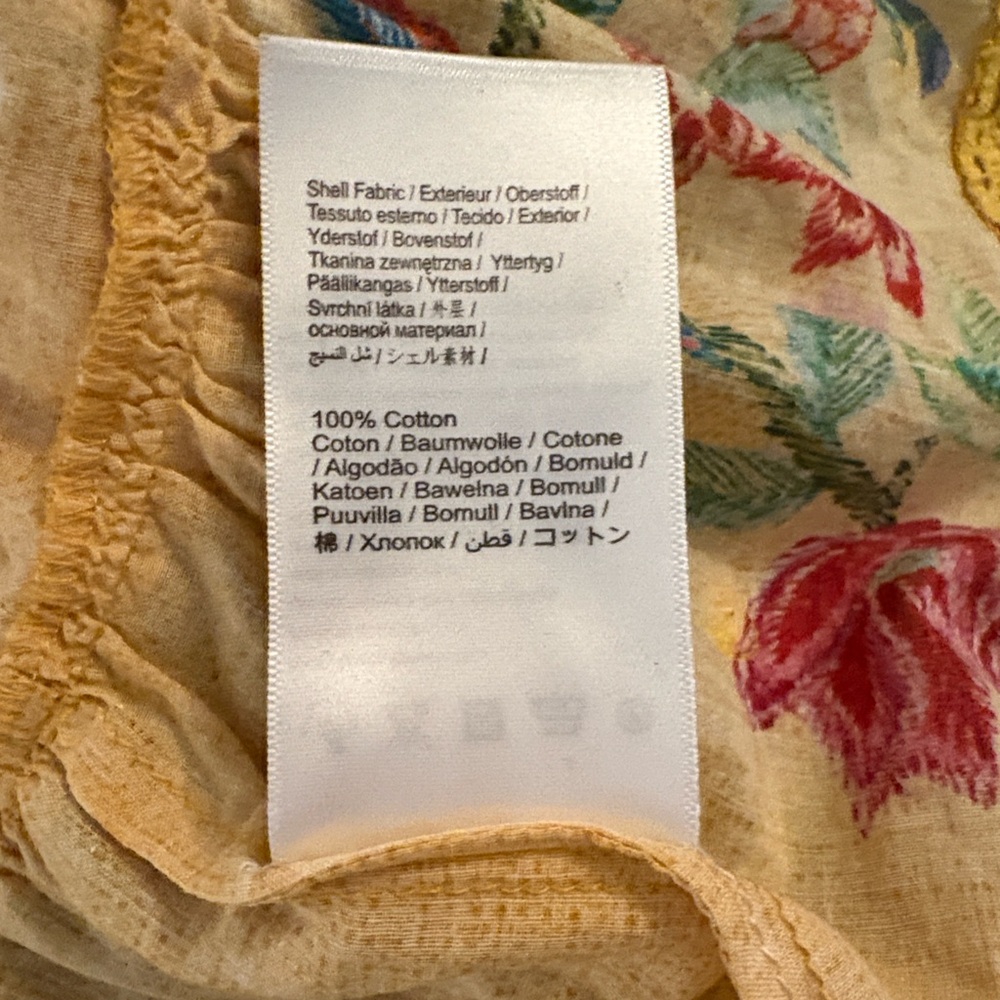 Shell Fabric / Exterieur / Oberstoff /
Tessuto esterno / Tecido / Exterior /
Yderstof / Bovenstof /
Tkanina zewnętrzna / Yttertyg /
Päällikangas / Ytterstoff /
Svrchní látka / 外层 /
основной материал /
شل النسيج / シェル素材 /
100% Cotton
Coton / Baumwolle / Cotone
/ Algodão / Algodón / Bomuld /
Katoen / Bawełna / Bomull /
Puuvilla / Bomull / Bavlna /
棉 / Хлопок / قطن / コットン